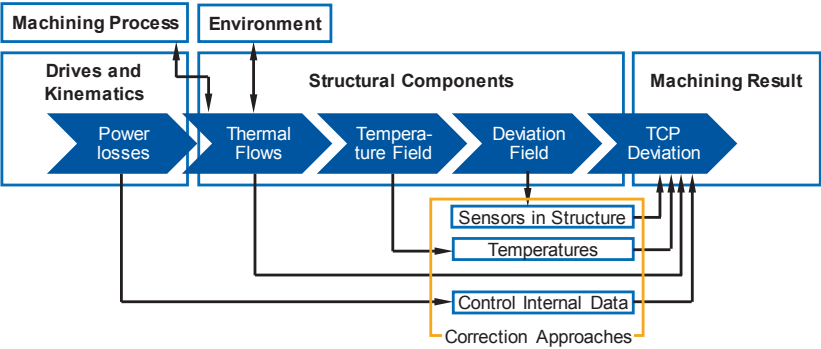 Machining Process
Environment
Drives and
Kinematics
Structural Components
Machining Result
Power
losses
Thermal
Flows
Tempera-
ture Field
Deviation
Field
TCP
Deviation
Sensors in Structure
Temperatures
Control Internal Data
Correction Approaches